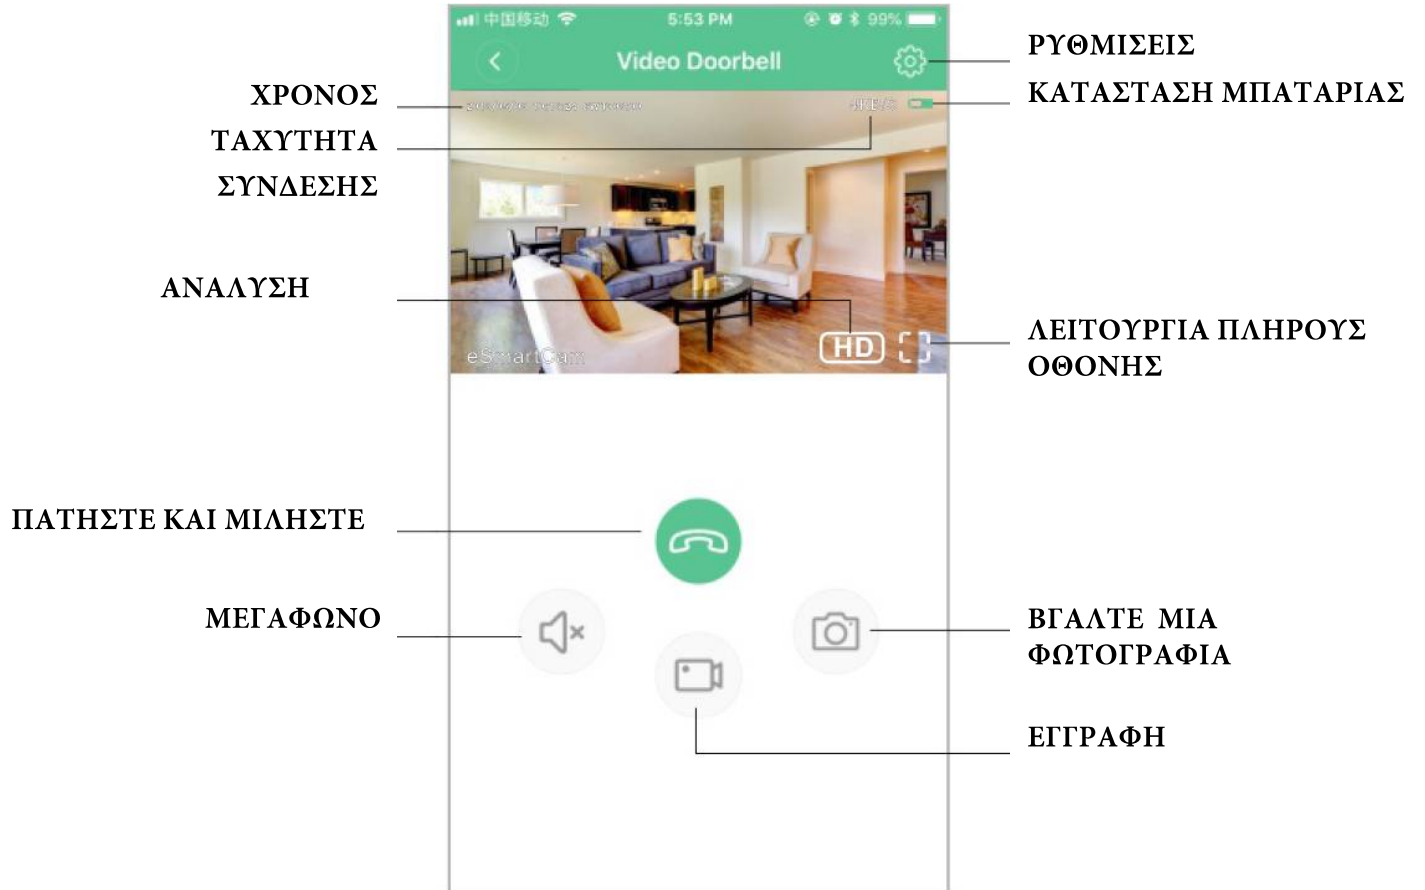 中国移动 5:53 PM 99%
Video Doorbell
ΡΥΘΜΙΣΕΙΣ
ΧΡΟΝΟΣ
ΚΑΤΑΣΤΑΣΗ ΜΠΑΤΑΡΙΑΣ
ΤΑΧΥΤΗΤΑ
ΣΥΝΔΕΣΗΣ
ΑΝΑΛΥΣΗ
HD
eSmartCam
ΛΕΙΤΟΥΡΓΙΑ ΠΛΗΡΟΥΣ
ΟΘΟΝΗΣ
ΠΑΤΗΣΤΕ ΚΑΙ ΜΙΛΗΣΤΕ
ΜΕΓΑΦΩΝΟ
ΒΓΑΛΤΕ ΜΙΑ
ΦΩΤΟΓΡΑΦΙΑ
ΕΓΓΡΑΦΗ